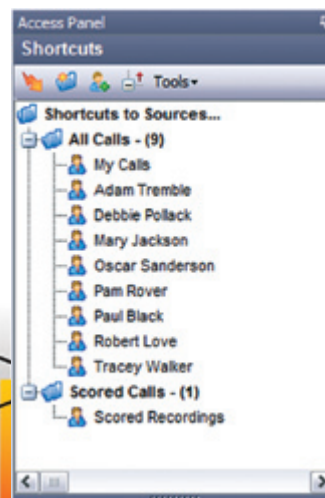 Access Panel
Shortcuts
Tools
Shortcuts to Sources...
All Calls - (9)
My Calls
Adam Tremble
Debbie Pollack
Mary Jackson
Oscar Sanderson
Pam Rover
Paul Black
Robert Love
Tracey Walker
Scored Calls - (1)
Scored Recordings